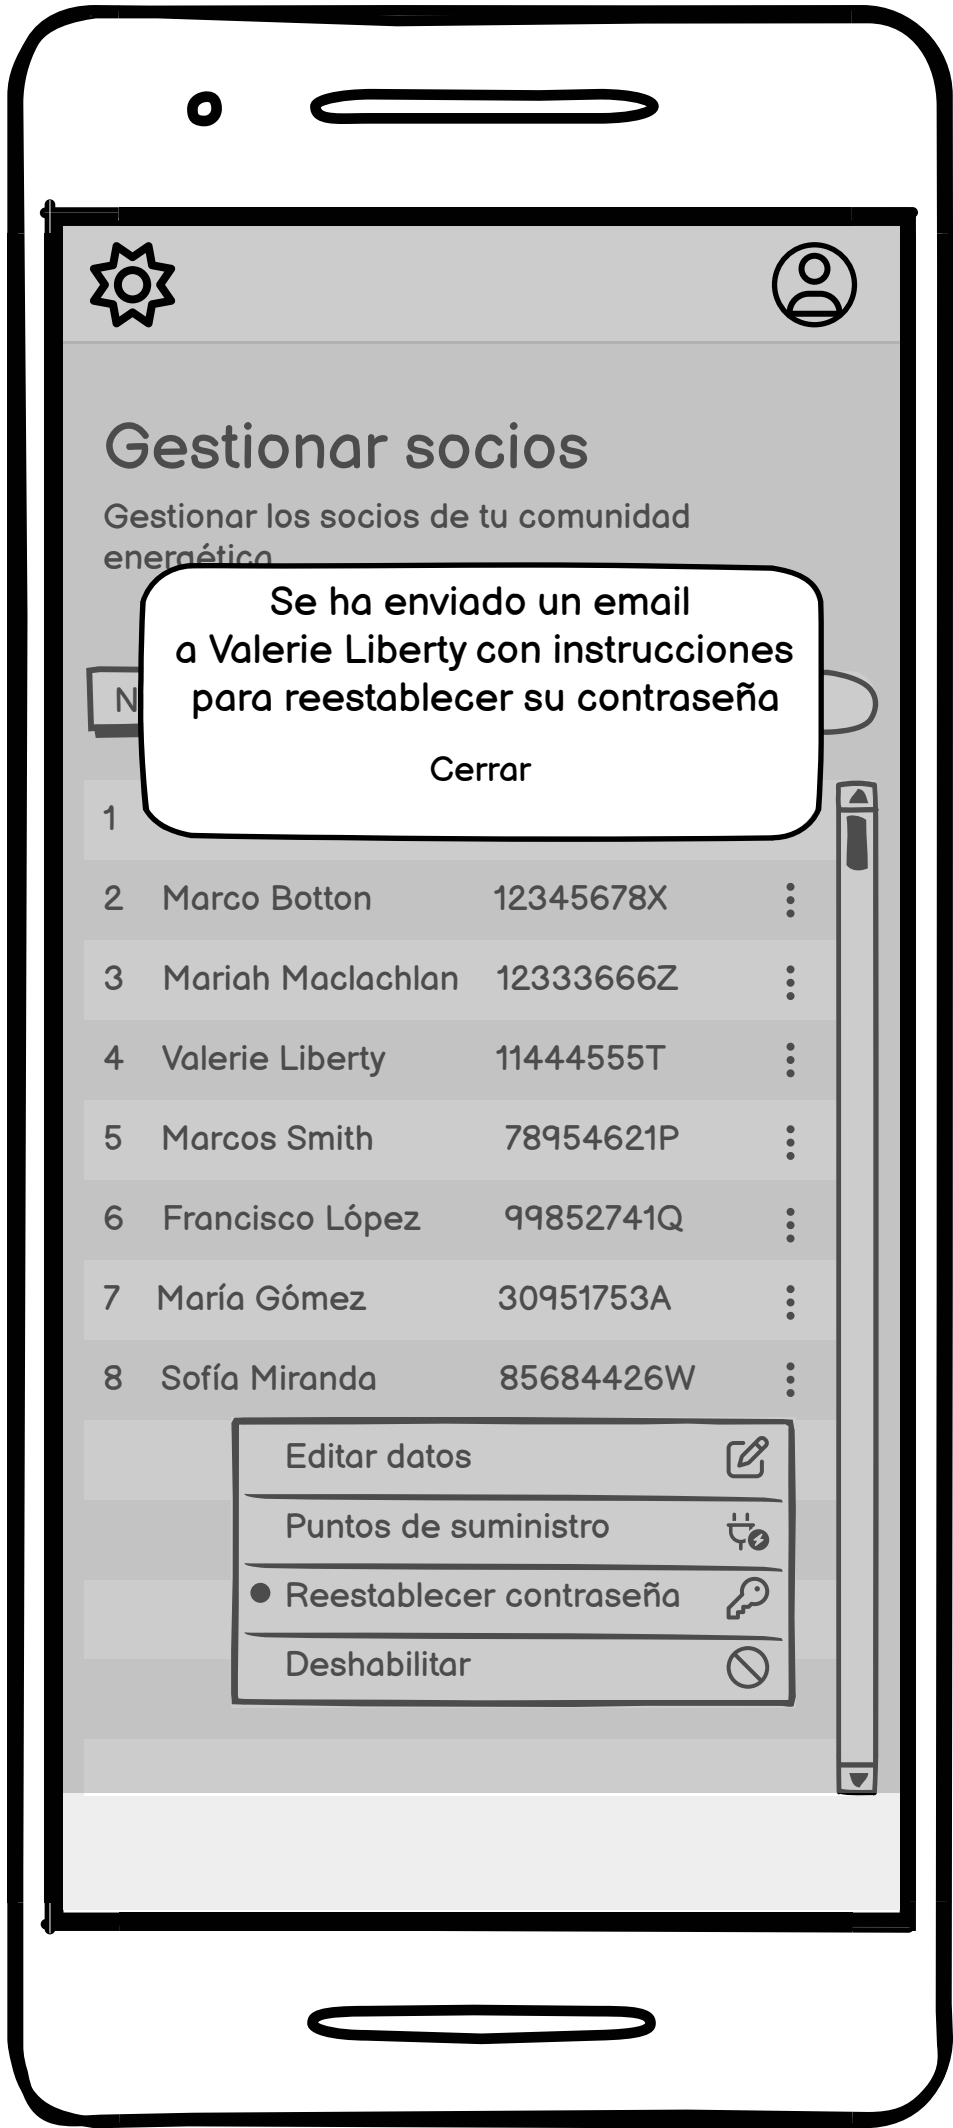 Gestionar socios
Gestionar los socios de tu comunidad
energética
Se ha enviado un email
a Valerie Liberty con instrucciones
para reestablecer su contraseña
Cerrar
1
2 Marco Botton 12345678X
3 Mariah Maclachlan 12333666Z
4 Valerie Liberty 11444555T
5 Marcos Smith 78954621P
6 Francisco López 99852741Q
7 María Gómez 30951753A
8 Sofía Miranda 85684426W
Editar datos
Puntos de suministro
Reestablecer contraseña
Deshabilitar